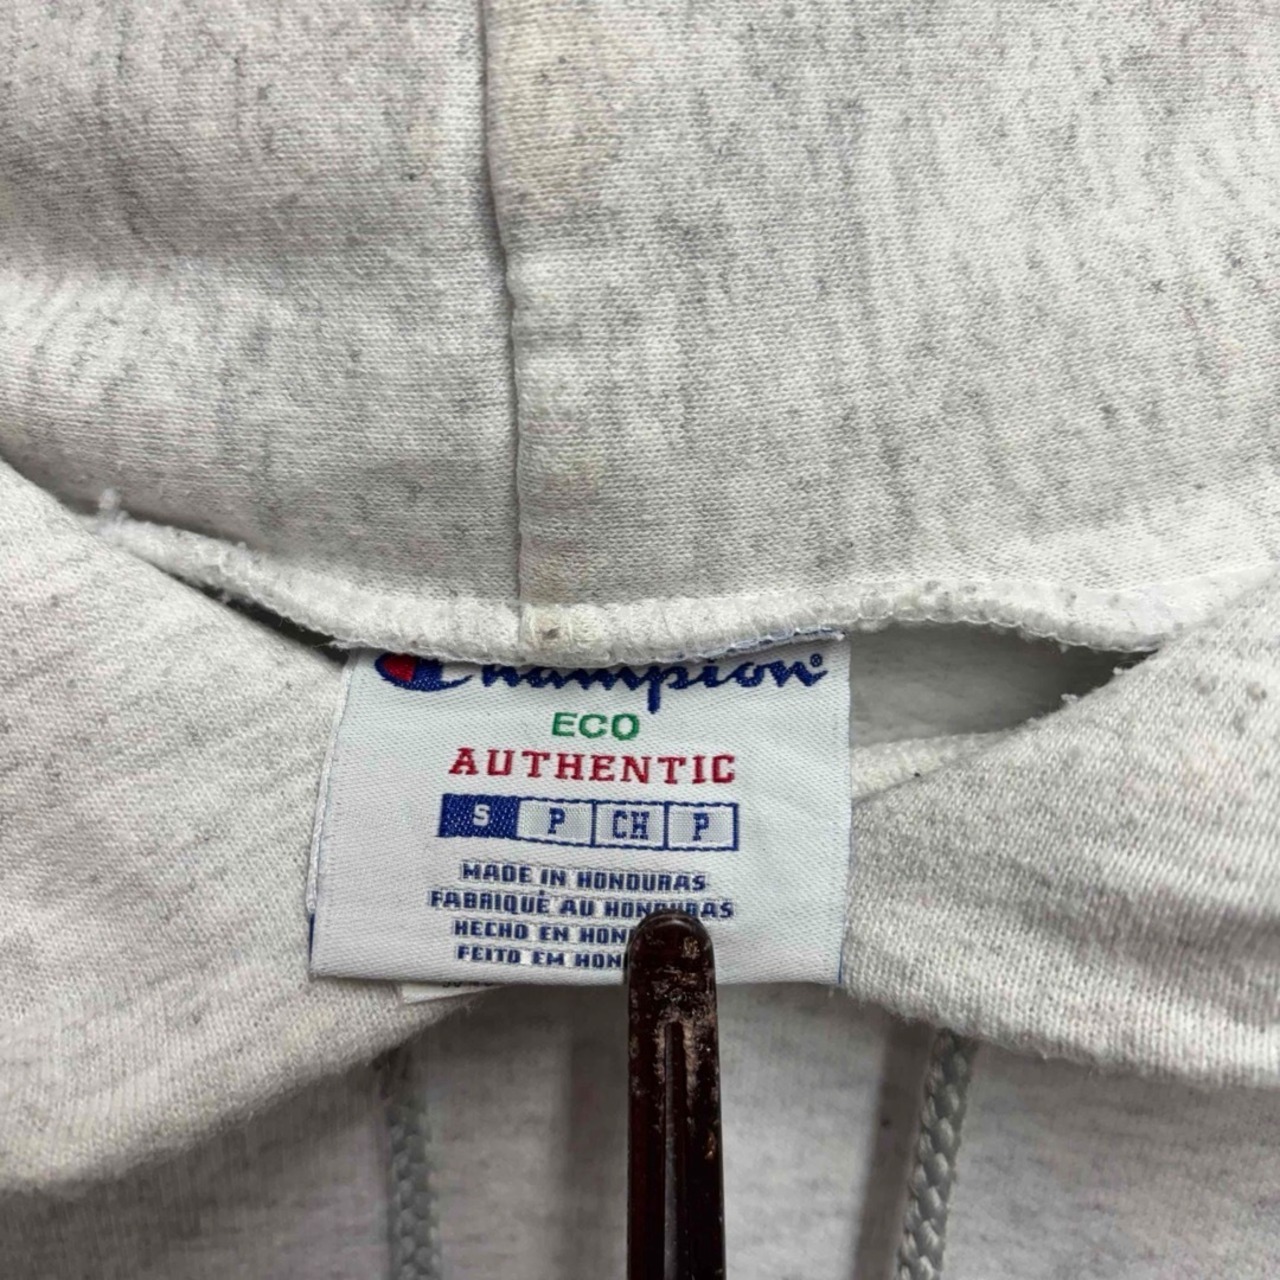 Champion®
ECO
AUTHENTIC
S P CH P
MADE IN HONDURAS
FABRIQUÉ AU HONDURAS
HECHO EN HON
FEITO EM HON